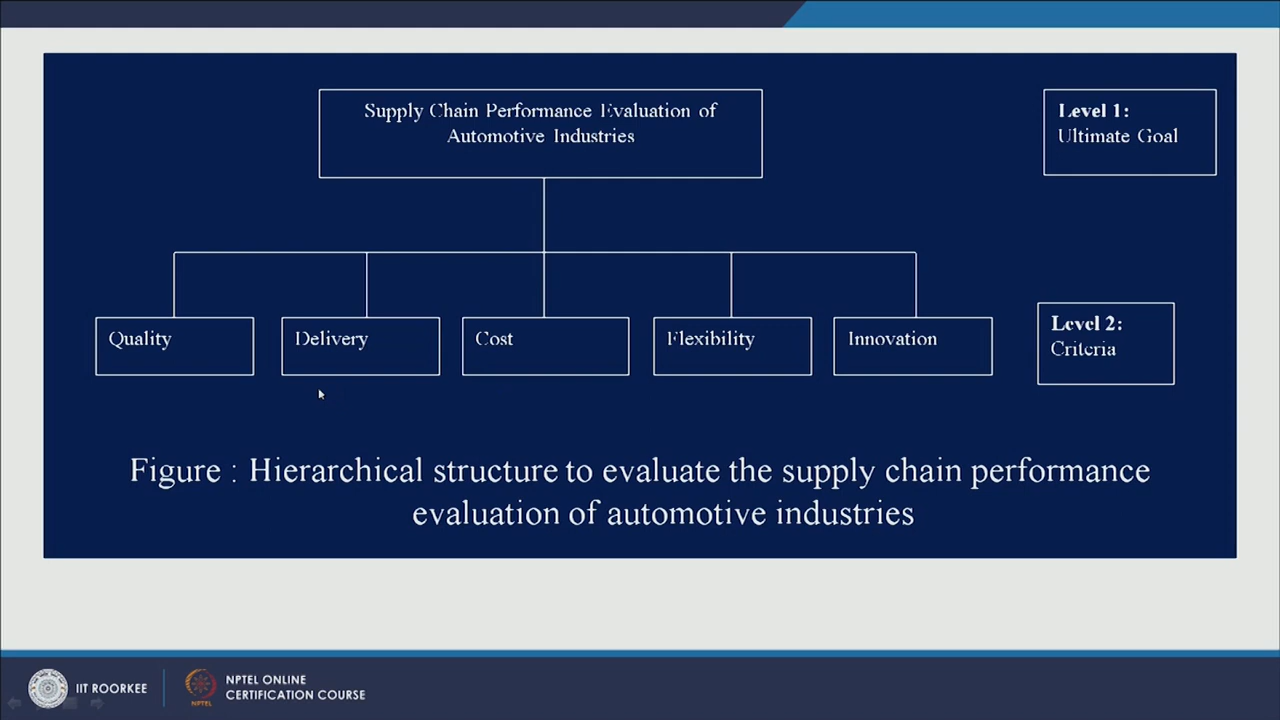 Supply Chain Performance Evaluation of
Automotive Industries
Level 1:
Ultimate Goal
Quality
Delivery
Cost
Flexibility
Innovation
Level 2:
Criteria
Figure : Hierarchical structure to evaluate the supply chain performance
evaluation of automotive industries
IIT ROORKEE
NPTEL
NPTEL ONLINE
CERTIFICATION COURSE